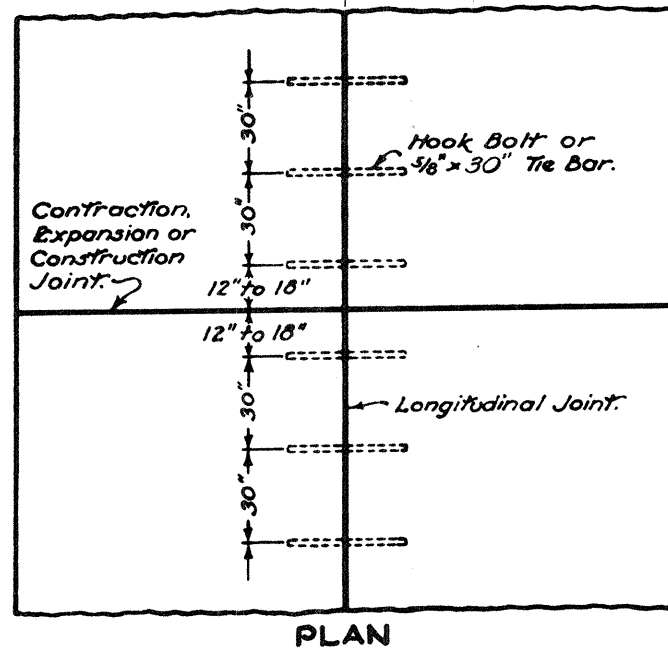 30"
Hook Bolt or
5/8" x 30" Tie Bar.
30"
Contraction,
Expansion or
Construction
Joint.
12" to 18"
12" to 18"
30"
Longitudinal Joint.
30"
PLAN